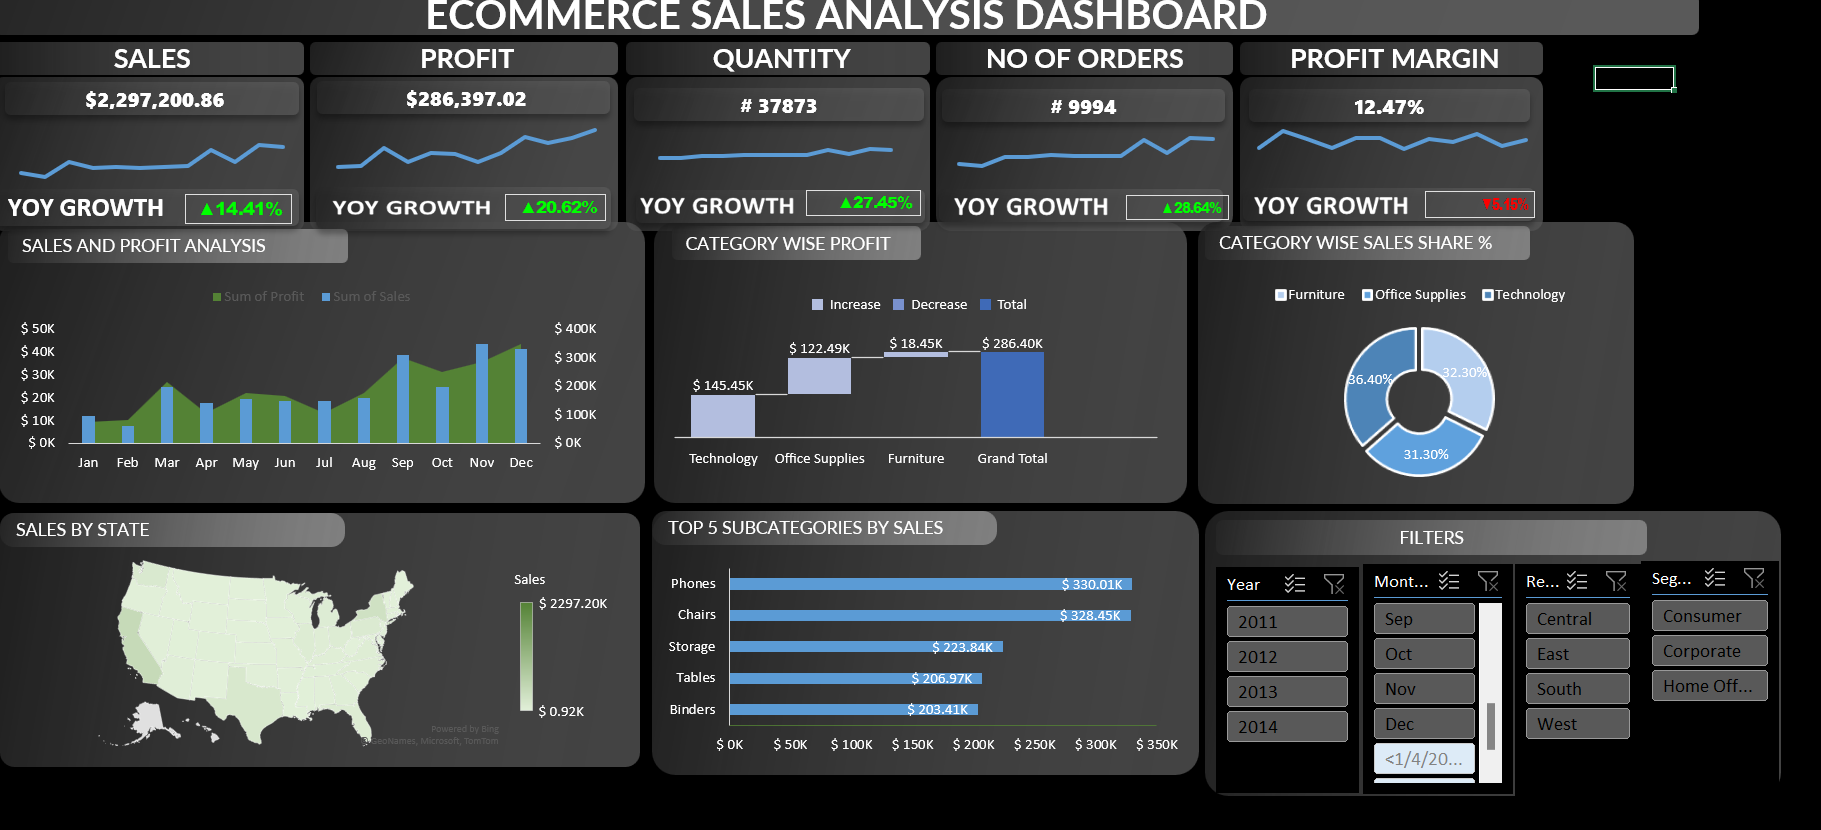 ECOMMERCE SALES ANALYSIS DASHBOARD
SALES
$2,297,200.86
YOY GROWTH
▲14.41%
PROFIT
$286,397.02
YOY GROWTH
▲20.62%
QUANTITY
# 37873
YOY GROWTH
▲27.45%
NO OF ORDERS
# 9994
YOY GROWTH
▲28.64%
PROFIT MARGIN
12.47%
YOY GROWTH
SALES AND PROFIT ANALYSIS
Sum of Profit
Sum of Sales
$ 50K
$ 40K
$ 30K
$ 20K
$ 10K
$ 0K
$ 400K
$ 300K
$ 200K
$ 100K
$ 0K
Jan Feb Mar Apr May Jun Jul Aug Sep Oct Nov Dec
CATEGORY WISE PROFIT
Increase Decrease Total
$ 145.45K
$ 122.49K
$ 18.45K
$ 286.40K
Technology Office Supplies Furniture Grand Total
CATEGORY WISE SALES SHARE %
Furniture Office Supplies Technology
36.40%
32.30%
31.30%
SALES BY STATE
Sales
$ 2297.20K
$ 0.92K
Powered by Bing
© GeoNames, Microsoft, TomTom
TOP 5 SUBCATEGORIES BY SALES
Phones $ 330.01K
Chairs $ 328.45K
Storage $ 223.84K
Tables $ 206.97K
Binders $ 203.41K
$ 0K $ 50K $ 100K $ 150K $ 200K $ 250K $ 300K $ 350K
FILTERS
Year
2011
2012
2013
2014
Mont...
Sep
Oct
Nov
Dec
<1/4/20...
Re...
Central
East
South
West
Seg...
Consumer
Corporate
Home Off...